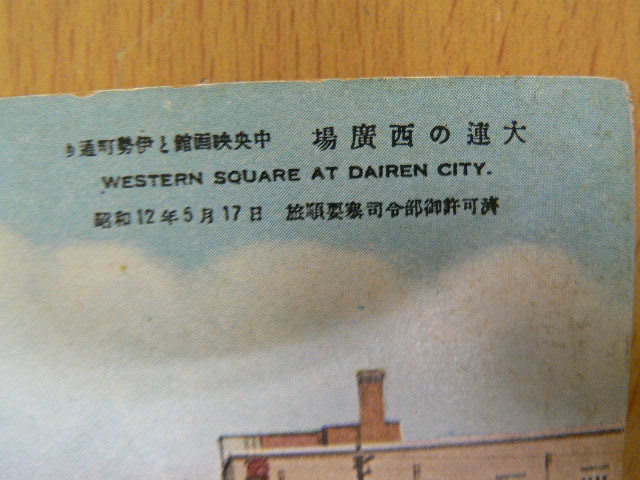 大連の西廣場 中央映画館と伊勢町通り
WESTERN SQUARE AT DAIREN CITY.
昭和12年5月17日 旅順要塞司令部御許可濟